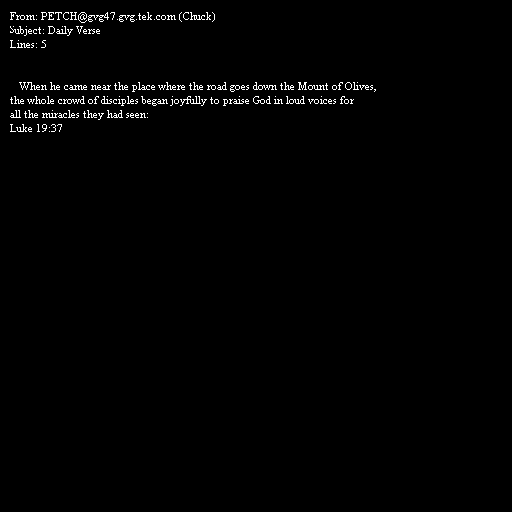 From: PETCH@gvg47.gvg.tek.com (Chuck)
Subject: Daily Verse
Lines: 5
When he came near the place where the road goes down the Mount of Olives,
the whole crowd of disciples began joyfully to praise God in loud voices for
all the miracles they had seen:
Luke 19:37